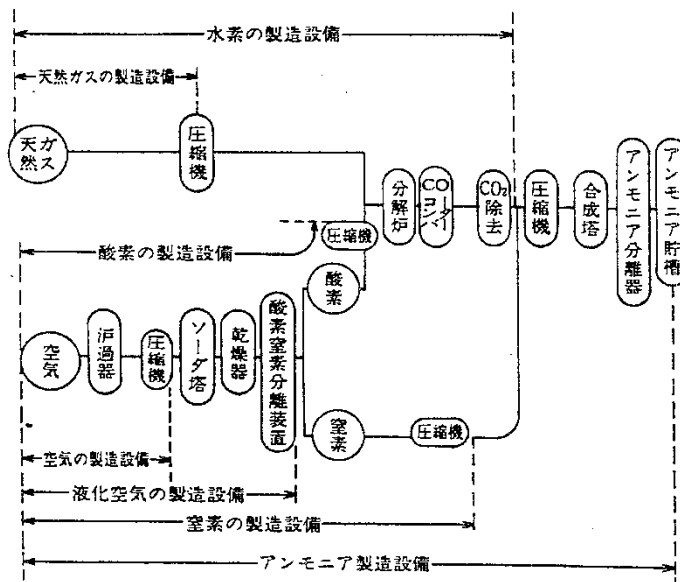 水素の製造設備
天然ガスの製造設備
天然ガス
圧縮機
分解炉
COコンバーター
CO₂除去
圧縮機
合成塔
アンモニア分離器
アンモニア貯槽
圧縮機
酸素の製造設備
酸素
空気
沪過器
圧縮機
ソーダ塔
乾燥器
酸素窒素分離装置
窒素
圧縮機
空気の製造設備
液化空気の製造設備
窒素の製造設備
アンモニア製造設備